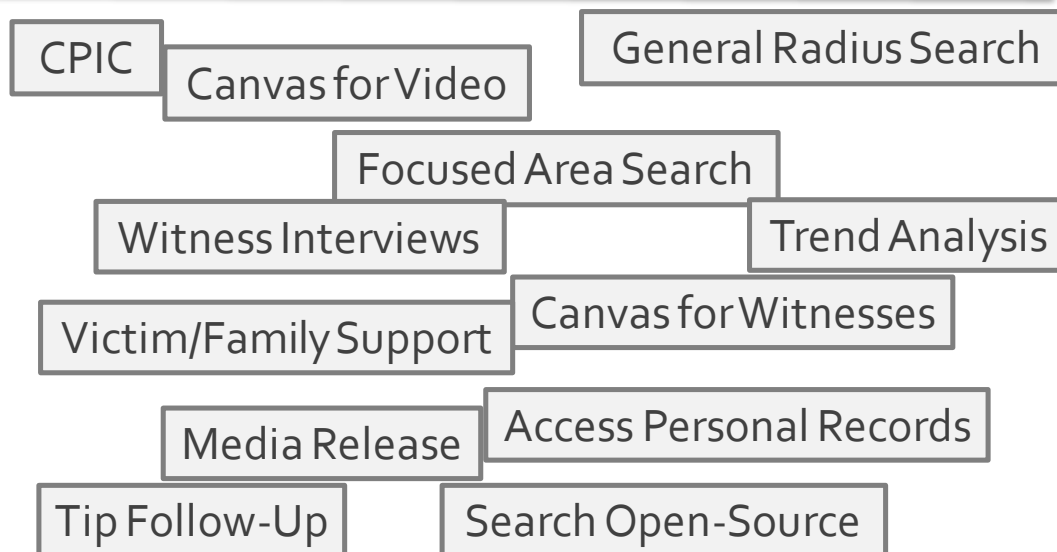 CPIC
General Radius Search
Canvas for Video
Focused Area Search
Witness Interviews
Trend Analysis
Canvas for Witnesses
Victim/Family Support
Access Personal Records
Media Release
Tip Follow-Up
Search Open-Source